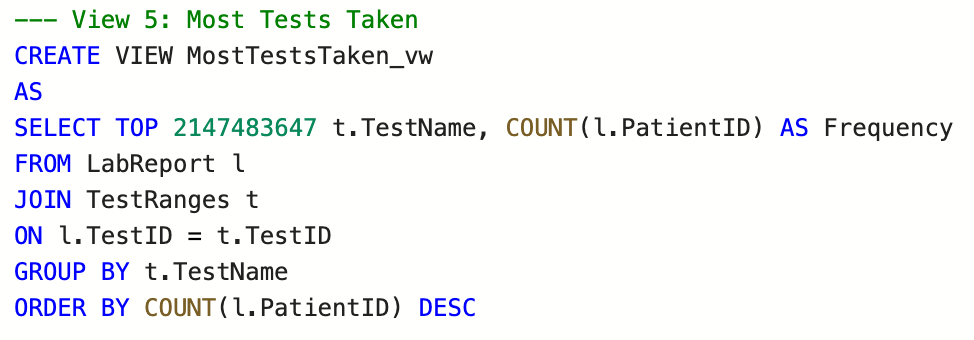 --- View 5: Most Tests Taken
CREATE VIEW MostTestsTaken_vw
AS
SELECT TOP 2147483647 t.TestName, COUNT(l.PatientID) AS Frequency
FROM LabReport l
JOIN TestRanges t
ON l.TestID = t.TestID
GROUP BY t.TestName
ORDER BY COUNT(l.PatientID) DESC